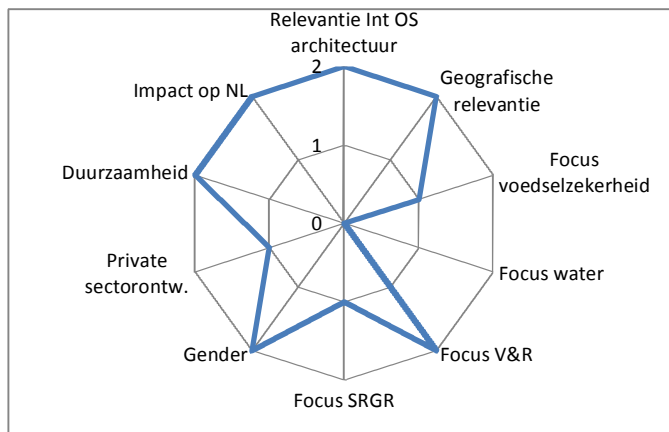 Relevantie Int OS
architectuur
2
Geografische
relevantie
Impact op NL
1
Focus
voedselzekerheid
Duurzaamheid
0
Private
sectorontw.
Focus water
Gender
Focus V&R
Focus SRGR